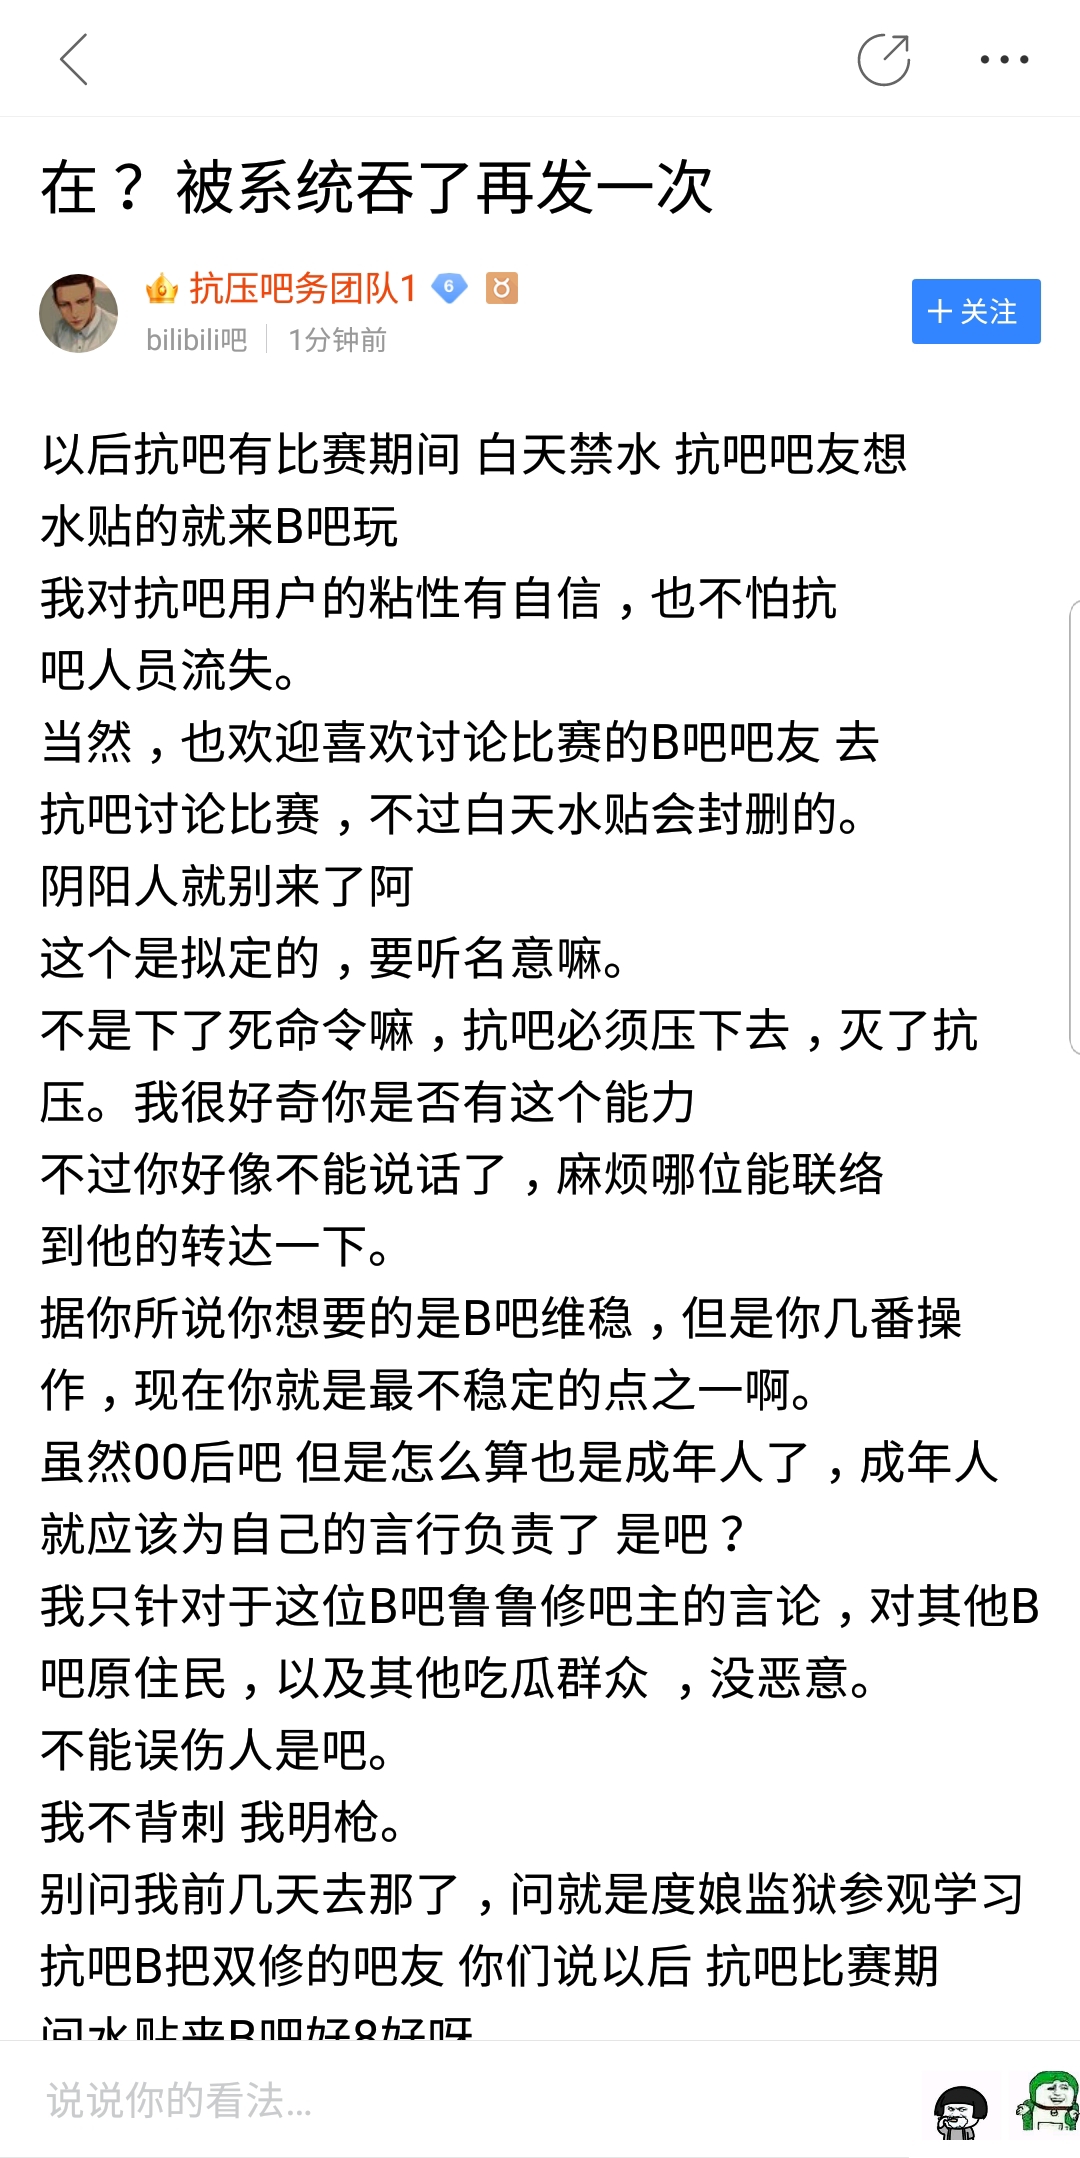 在？ 被系统吞了再发一次
抗压吧务团队1 6
bilibili吧 1分钟前
关注
以后抗吧有比赛期间 白天禁水 抗吧吧友想
水贴的就来B吧玩
我对抗吧用户的粘性有自信，也不怕抗
吧人员流失。
当然，也欢迎喜欢讨论比赛的B吧吧友 去
抗吧讨论比赛，不过白天水贴会封删的。
阴阳人就别来了阿
这个是拟定的，要听名意嘛。
不是下了死命令嘛，抗吧必须压下去，灭了抗
压。我很好奇你是否有这个能力
不过你好像不能说话了，麻烦哪位能联络
到他的转达一下。
据你所说你想要的是B吧维稳，但是你几番操
作，现在你就是最不稳定的点之一啊。
虽然00后吧 但是怎么算也是成年人了，成年人
就应该为自己的言行负责了 是吧？
我只针对于这位B吧鲁鲁修吧主的言论，对其他B
吧原住民，以及其他吃瓜群众 ，没恶意。
不能误伤人是吧。
我不背刺 我明枪。
别问我前几天去那了，问就是度娘监狱参观学习
抗吧B把双修的吧友 你们说以后 抗吧比赛期
间水贴来B吧好8好呀
说说你的看法...